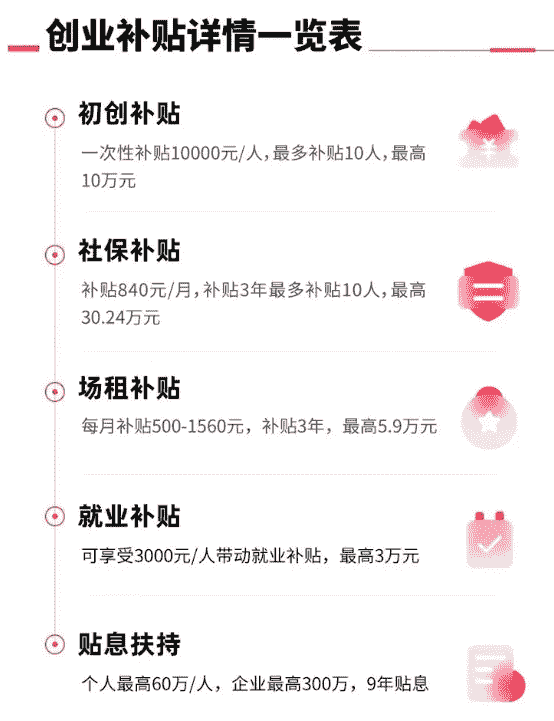 创业补贴详情一览表
初创补贴
一次性补贴10000元/人,最多补贴10人,最高
10万元
社保补贴
补贴840元/月,补贴3年最多补贴10人,最高
30.24万元
场租补贴
每月补贴500-1560元，补贴3年，最高5.9万元
就业补贴
可享受3000元/人带动就业补贴，最高3万元
贴息扶持
个人最高60万/人，企业最高300万，9年贴息